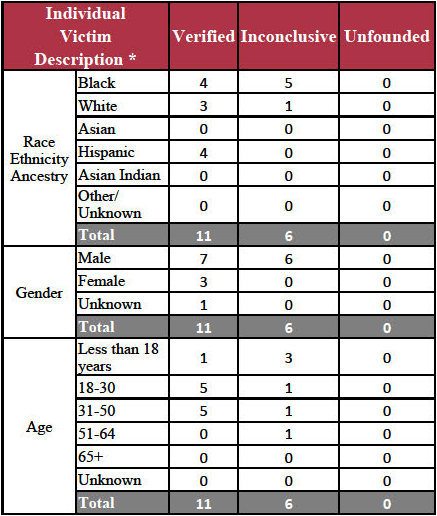 Individual
Victim
Description *
Verified Inconclusive Unfounded
Race
Ethnicity
Ancestry
Black 4 5 0
White 3 1 0
Asian 0 0 0
Hispanic 4 0 0
Asian Indian 0 0 0
Other/
Unknown 0 0 0
Total 11 6 0
Gender
Male 7 6 0
Female 3 0 0
Unknown 1 0 0
Total 11 6 0
Age
Less than 18
years 1 3 0
18-30 5 1 0
31-50 5 1 0
51-64 0 1 0
65+ 0 0 0
Unknown 0 0 0
Total 11 6 0